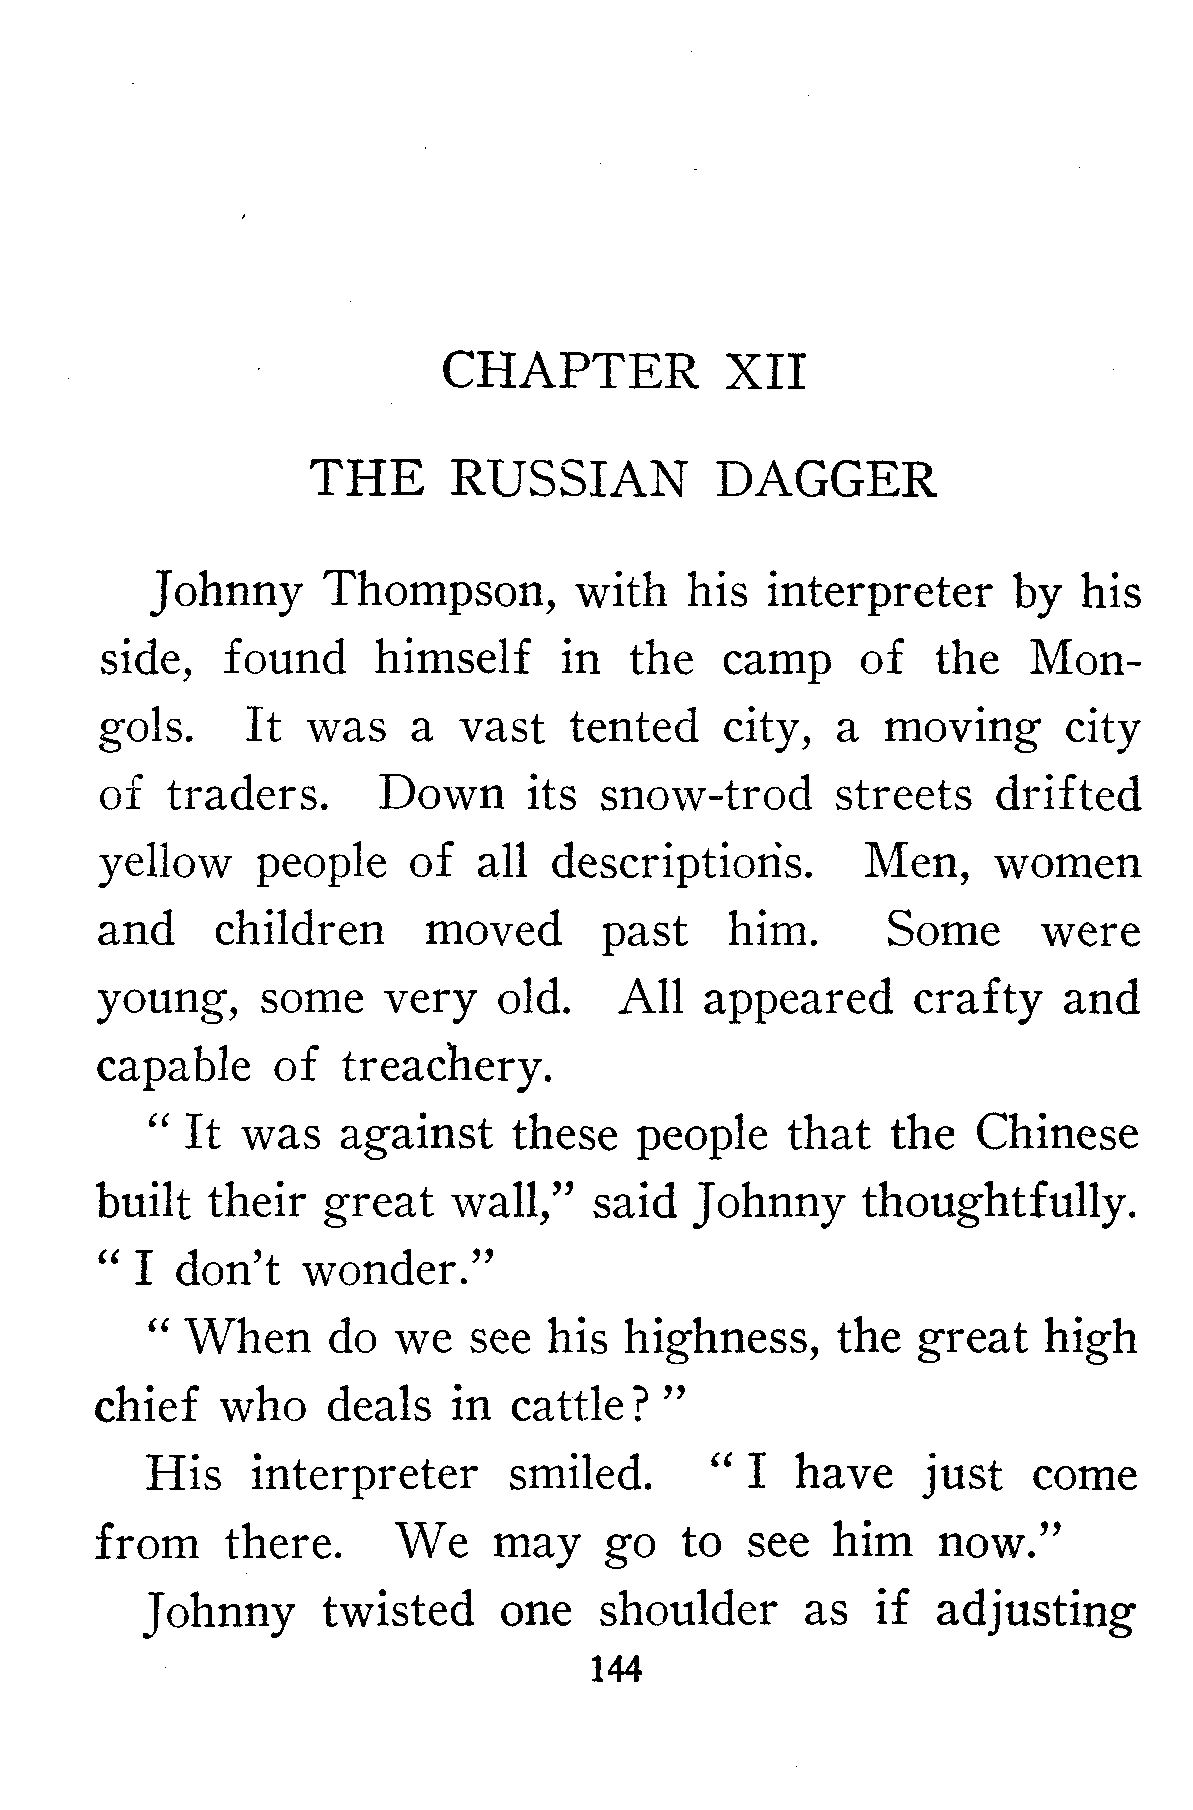 CHAPTER XII
THE RUSSIAN DAGGER
Johnny Thompson, with his interpreter by his
side, found himself in the camp of the Mon-
gols. It was a vast tented city, a moving city
of traders. Down its snow-trod streets drifted
yellow people of all descriptions. Men, women
and children moved past him. Some were
young, some very old. All appeared crafty and
capable of treachery.
“ It was against these people that the Chinese
built their great wall,” said Johnny thoughtfully.
“ I don’t wonder.”
“ When do we see his highness, the great high
chief who deals in cattle? ”
His interpreter smiled. “ I have just come
from there. We may go to see him now.”
Johnny twisted one shoulder as if adjusting
144